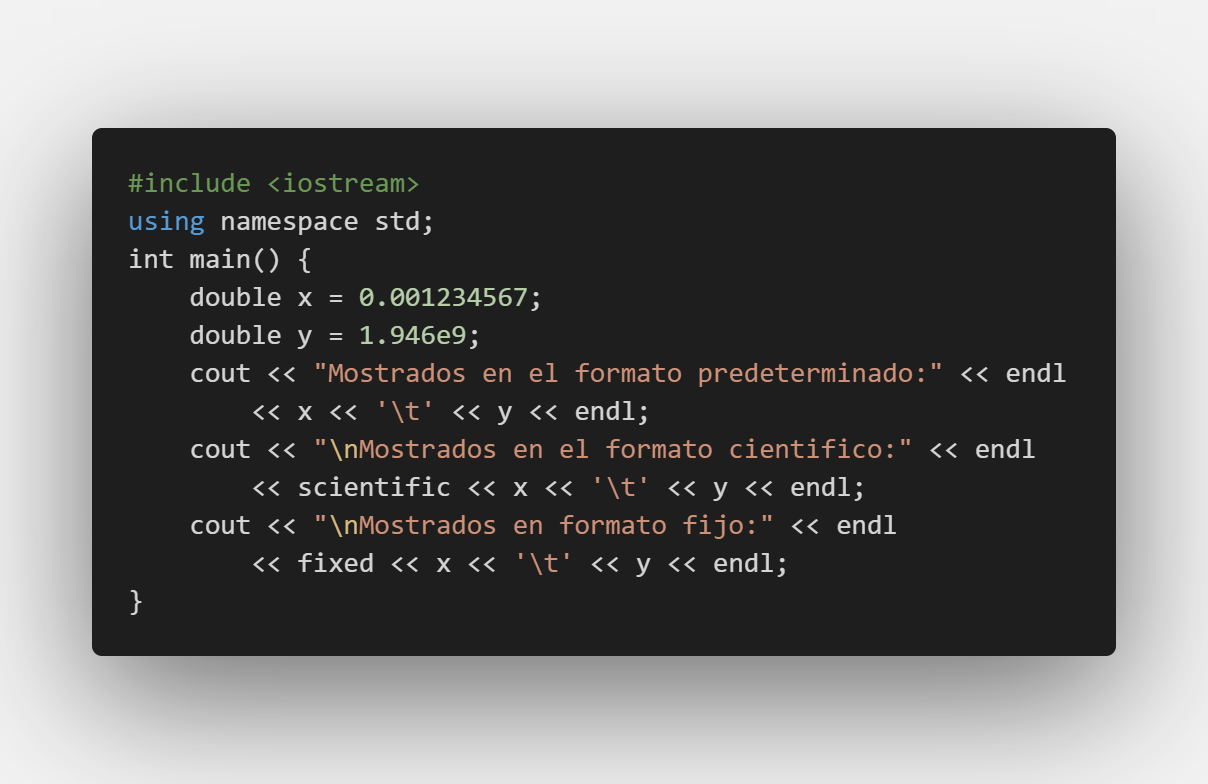 #include <iostream>
using namespace std;
int main() {
    double x = 0.001234567;
    double y = 1.946e9;
    cout << "Mostrados en el formato predeterminado:" << endl
        << x << '\t' << y << endl;
    cout << "\nMostrados en el formato cientifico:" << endl
        << scientific << x << '\t' << y << endl;
    cout << "\nMostrados en formato fijo:" << endl
        << fixed << x << '\t' << y << endl;
}